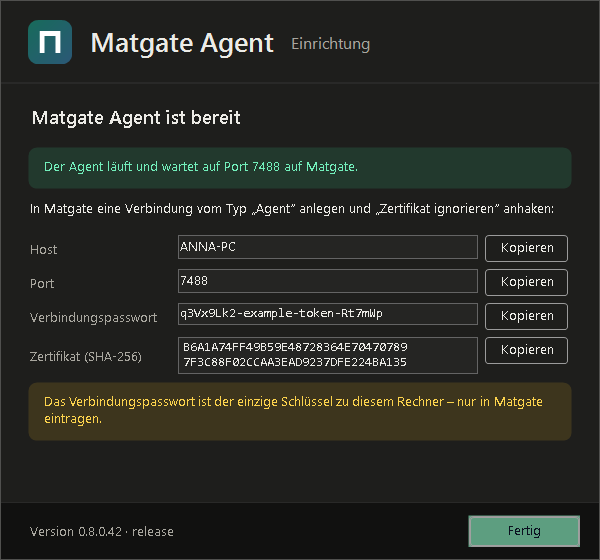 Matgate Agent Einrichtung
Matgate Agent ist bereit
Der Agent läuft und wartet auf Port 7488 auf Matgate.
In Matgate eine Verbindung vom Typ „Agent“ anlegen und „Zertifikat ignorieren“ anhaken:
Host ANNA-PC Kopieren
Port 7488 Kopieren
Verbindungspasswort q3Vx9Lk2-example-token-Rt7mWp Kopieren
Zertifikat (SHA-256) B6A1A74FF49B59E48728364E70470789 Kopieren
7F3C88F02CCAA3EAD9237DFE224BA135
Das Verbindungspasswort ist der einzige Schlüssel zu diesem Rechner – nur in Matgate
eintragen.
Version 0.8.0.42 · release Fertig